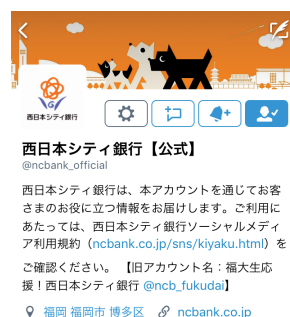 西日本シティ銀行
西日本シティ銀行【公式】
@ncbank_official
西日本シティ銀行は、本アカウントを通じてお客
さまのお役に立つ情報をお届けします。ご利用に
あたっては、西日本シティ銀行ソーシャルメディ
ア利用規約（ncbank.co.jp/sns/kiyaku.html）を
ご確認ください。 【旧アカウント名：福大生応
援！西日本シティ銀行 @ncb_fukudai】
福岡 福岡市 博多区 ncbank.co.jp